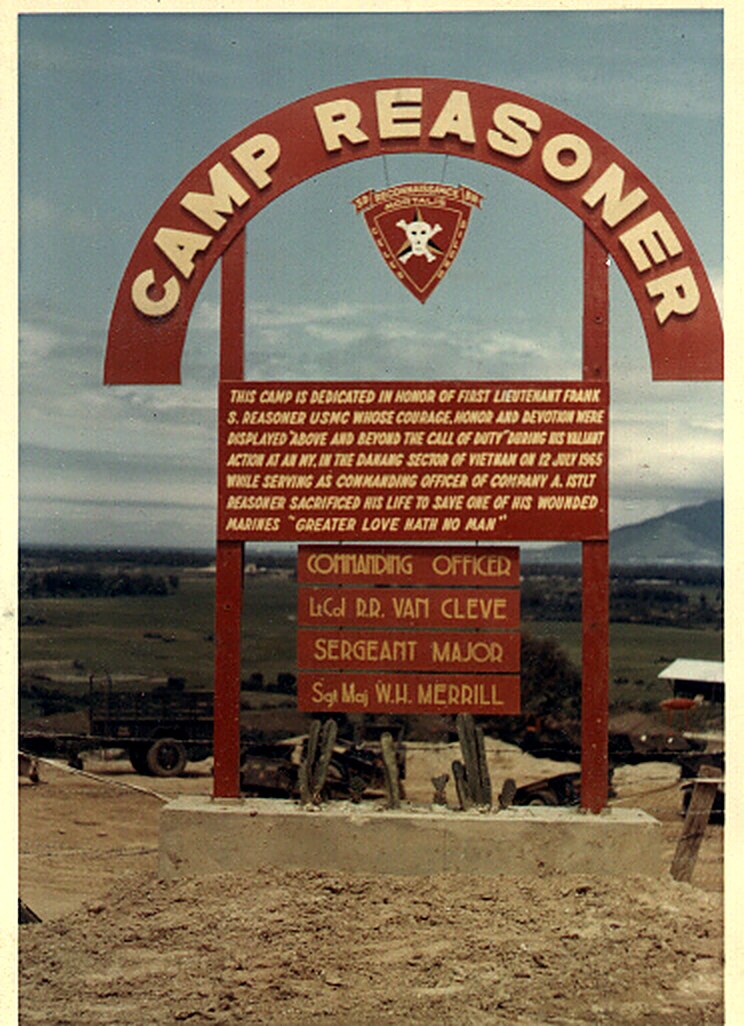 CAMP REASONER
3D RECONNAISSANCE BN
MORTALIS
THIS CAMP IS DEDICATED IN HONOR OF FIRST LIEUTENANT FRANK
S. REASONER USMC WHOSE COURAGE, HONOR AND DEVOTION WERE
DISPLAYED "ABOVE AND BEYOND THE CALL OF DUTY" DURING HIS VALIANT
ACTION AT AN MY, IN THE DANANG SECTOR OF VIETNAM ON 12 JULY 1965
WHILE SERVING AS COMMANDING OFFICER OF COMPANY A. 1STLT
REASONER SACRIFICED HIS LIFE TO SAVE ONE OF HIS WOUNDED
MARINES "GREATER LOVE HATH NO MAN"
COMMANDING OFFICER
LtCol D.R. VAN CLEVE
SERGEANT MAJOR
Sgt Maj W.H. MERRILL